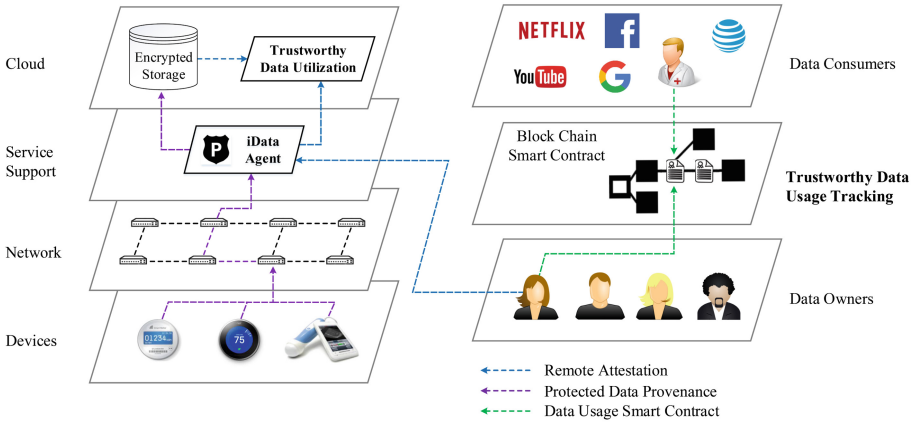 Cloud
Encrypted
Storage
Trustworthy
Data Utilization
Service
Support
P
iData
Agent
Network
Devices
01234
75
NETFLIX
f
YouTube
G
Data Consumers
Block Chain
Smart Contract
Trustworthy Data
Usage Tracking
Data Owners
Remote Attestation
Protected Data Provenance
Data Usage Smart Contract